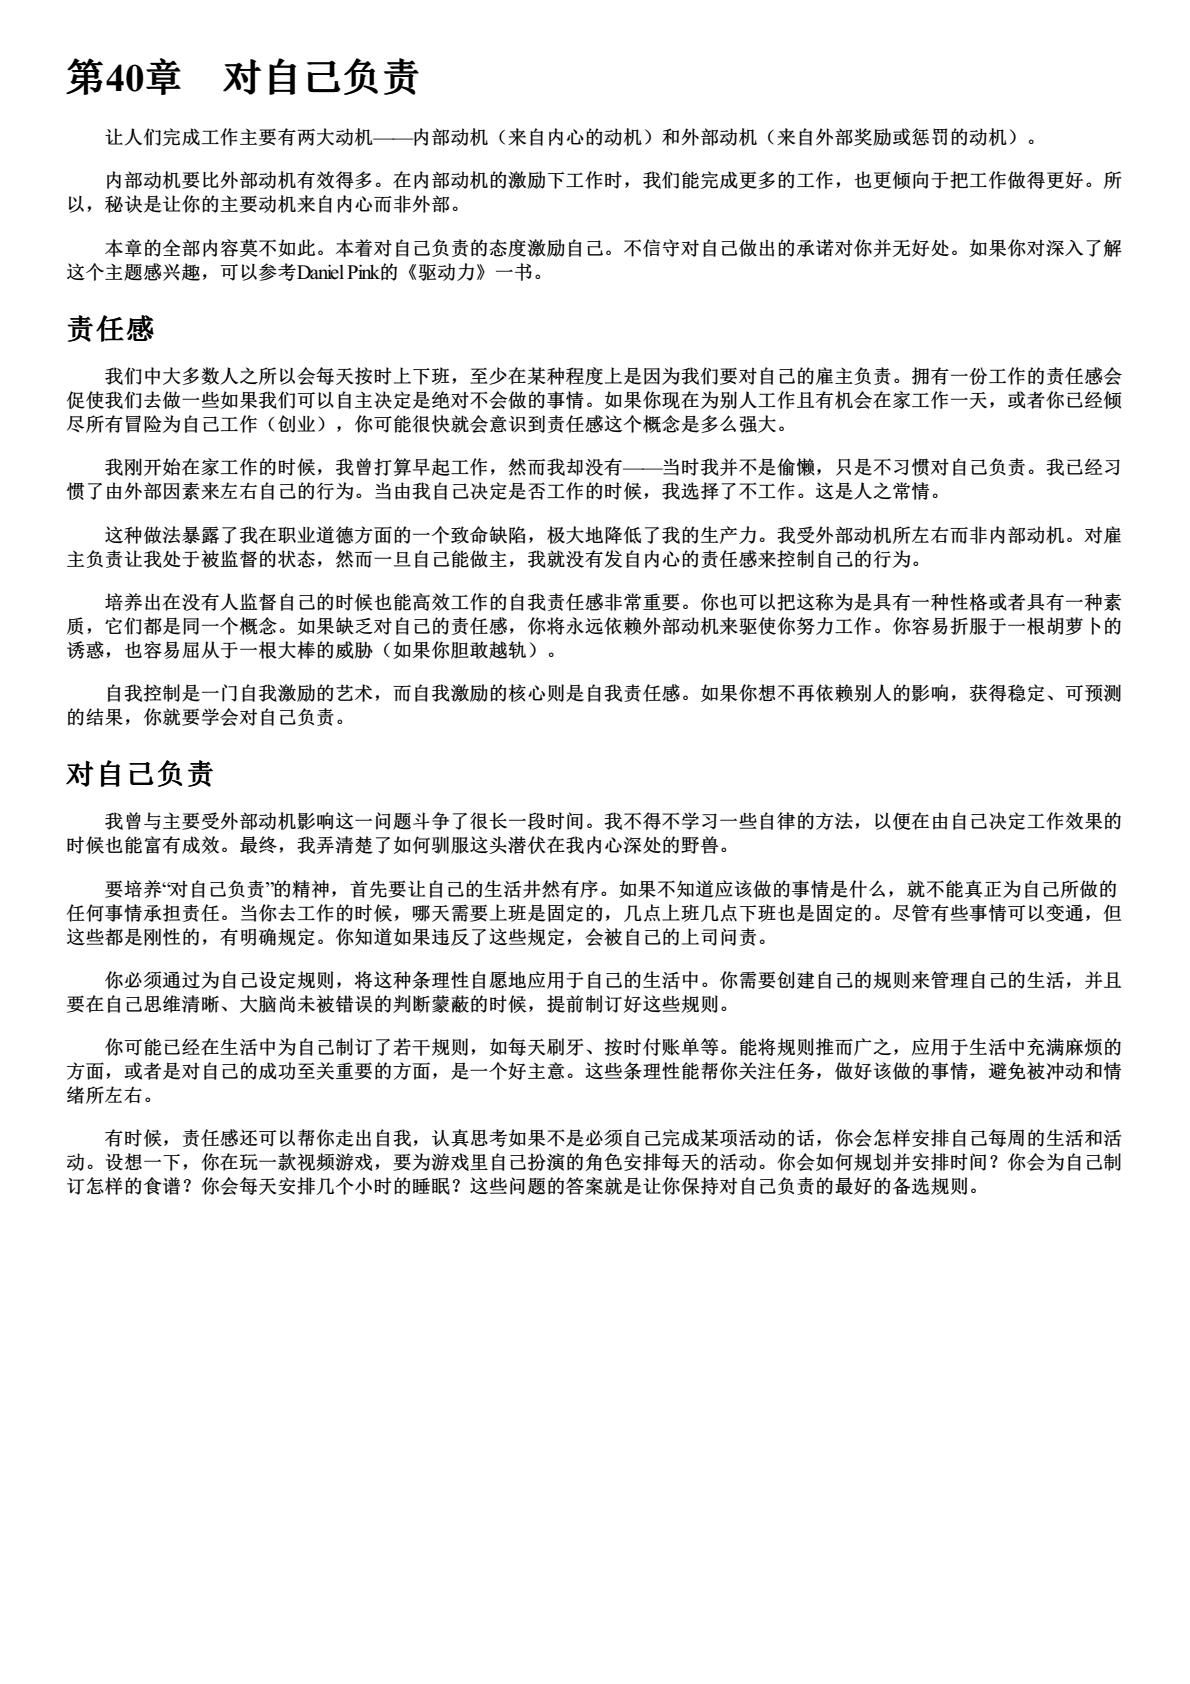 第40章　对自己负责
让人们完成工作主要有两大动机——内部动机（来自内心的动机）和外部动机（来自外部奖励或惩罚的动机）。
内部动机要比外部动机有效得多。在内部动机的激励下工作时，我们能完成更多的工作，也更倾向于把工作做得更好。所
以，秘诀是让你的主要动机来自内心而非外部。
本章的全部内容莫不如此。本着对自己负责的态度激励自己。不信守对自己做出的承诺对你并无好处。如果你对深入了解
这个主题感兴趣，可以参考Daniel Pink的《驱动力》一书。
责任感
我们中大多数人之所以会每天按时上下班，至少在某种程度上是因为我们要对自己的雇主负责。拥有一份工作的责任感会
促使我们去做一些如果我们可以自主决定是绝对不会做的事情。如果你现在为别人工作且有机会在家工作一天，或者你已经倾
尽所有冒险为自己工作（创业），你可能很快就会意识到责任感这个概念是多么强大。
我刚开始在家工作的时候，我曾打算早起工作，然而我却没有——当时我并不是偷懒，只是不习惯对自己负责。我已经习
惯了由外部因素来左右自己的行为。当由我自己决定是否工作的时候，我选择了不工作。这是人之常情。
这种做法暴露了我在职业道德方面的一个致命缺陷，极大地降低了我的生产力。我受外部动机所左右而非内部动机。对雇
主负责让我处于被监督的状态，然而一旦自己能做主，我就没有发自内心的责任感来控制自己的行为。
培养出在没有人监督自己的时候也能高效工作的自我责任感非常重要。你也可以把这称为是具有一种性格或者具有一种素
质，它们都是同一个概念。如果缺乏对自己的责任感，你将永远依赖外部动机来驱使你努力工作。你容易折服于一根胡萝卜的
诱惑，也容易屈从于一根大棒的威胁（如果你胆敢越轨）。
自我控制是一门自我激励的艺术，而自我激励的核心则是自我责任感。如果你想不再依赖别人的影响，获得稳定、可预测
的结果，你就要学会对自己负责。
对自己负责
我曾与主要受外部动机影响这一问题斗争了很长一段时间。我不得不学习一些自律的方法，以便在由自己决定工作效果的
时候也能富有成效。最终，我弄清楚了如何驯服这头潜伏在我内心深处的野兽。
要培养“对自己负责”的精神，首先要让自己的生活井然有序。如果不知道应该做的事情是什么，就不能真正为自己所做的
任何事情承担责任。当你去工作的时候，哪天需要上班是固定的，几点上班几点下班也是固定的。尽管有些事情可以变通，但
这些都是刚性的，有明确规定。你知道如果违反了这些规定，会被自己的上司问责。
你必须通过为自己设定规则，将这种条理性自愿地应用于自己的生活中。你需要创建自己的规则来管理自己的生活，并且
要在自己思维清晰、大脑尚未被错误的判断蒙蔽的时候，提前制订好这些规则。
你可能已经在生活中为自己制订了若干规则，如每天刷牙、按时付账单等。能将规则推而广之，应用于生活中充满麻烦的
方面，或者是对自己的成功至关重要的方面，是一个好主意。这些条理性能帮你关注任务，做好该做的事情，避免被冲动和情
绪所左右。
有时候，责任感还可以帮你走出自我，认真思考如果不是必须自己完成某项活动的话，你会怎样安排自己每周的生活和活
动。设想一下，你在玩一款视频游戏，要为游戏里自己扮演的角色安排每天的活动。你会如何规划并安排时间？你会为自己制
订怎样的食谱？你会每天安排几个小时的睡眠？这些问题的答案就是让你保持对自己负责的最好的备选规则。